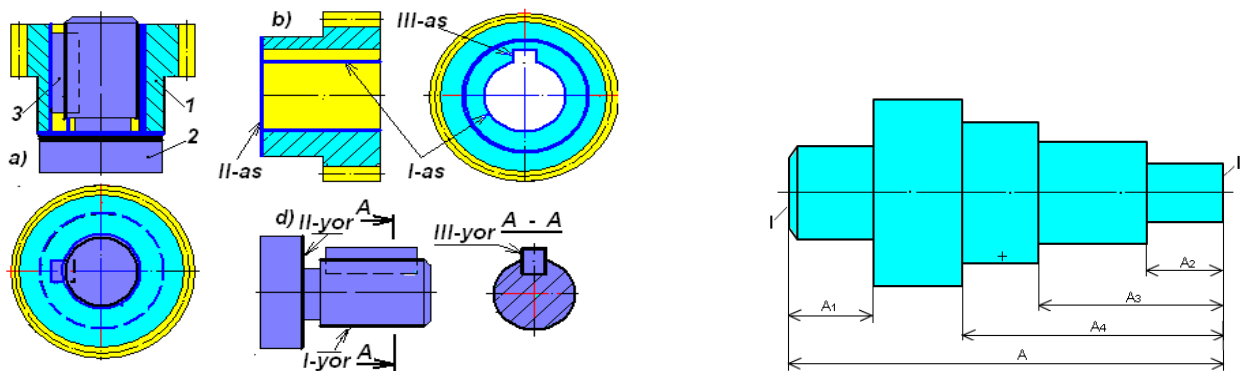 3
1
2
a)
b)
III-as
II-as
I-as
d)
II-yor
A
III-yor
A - A
I-yor
A
I
I
A2
A1
A3
A4
A